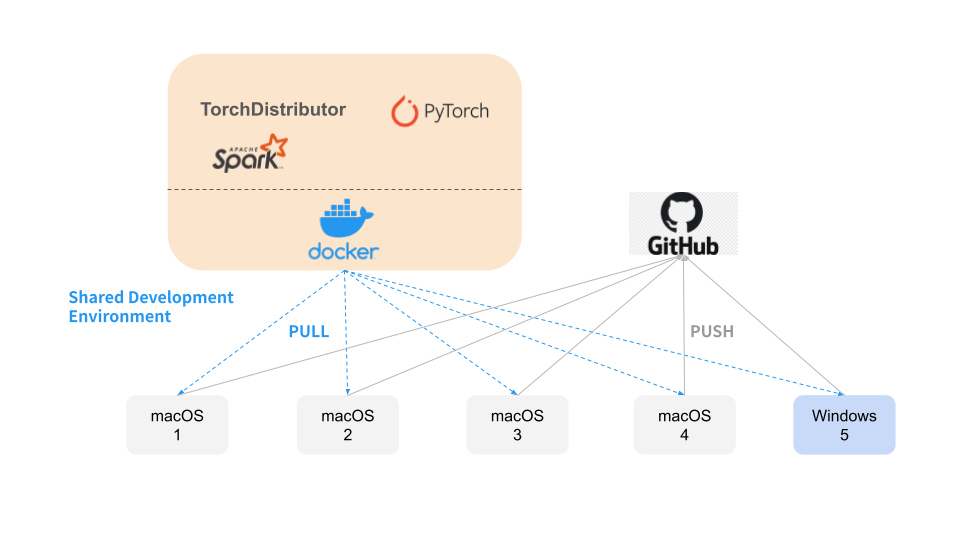 TorchDistributor
PyTorch
APACHE
Spark
docker
GitHub
Shared Development
Environment
PULL
PUSH
macOS
1
macOS
2
macOS
3
macOS
4
Windows
5